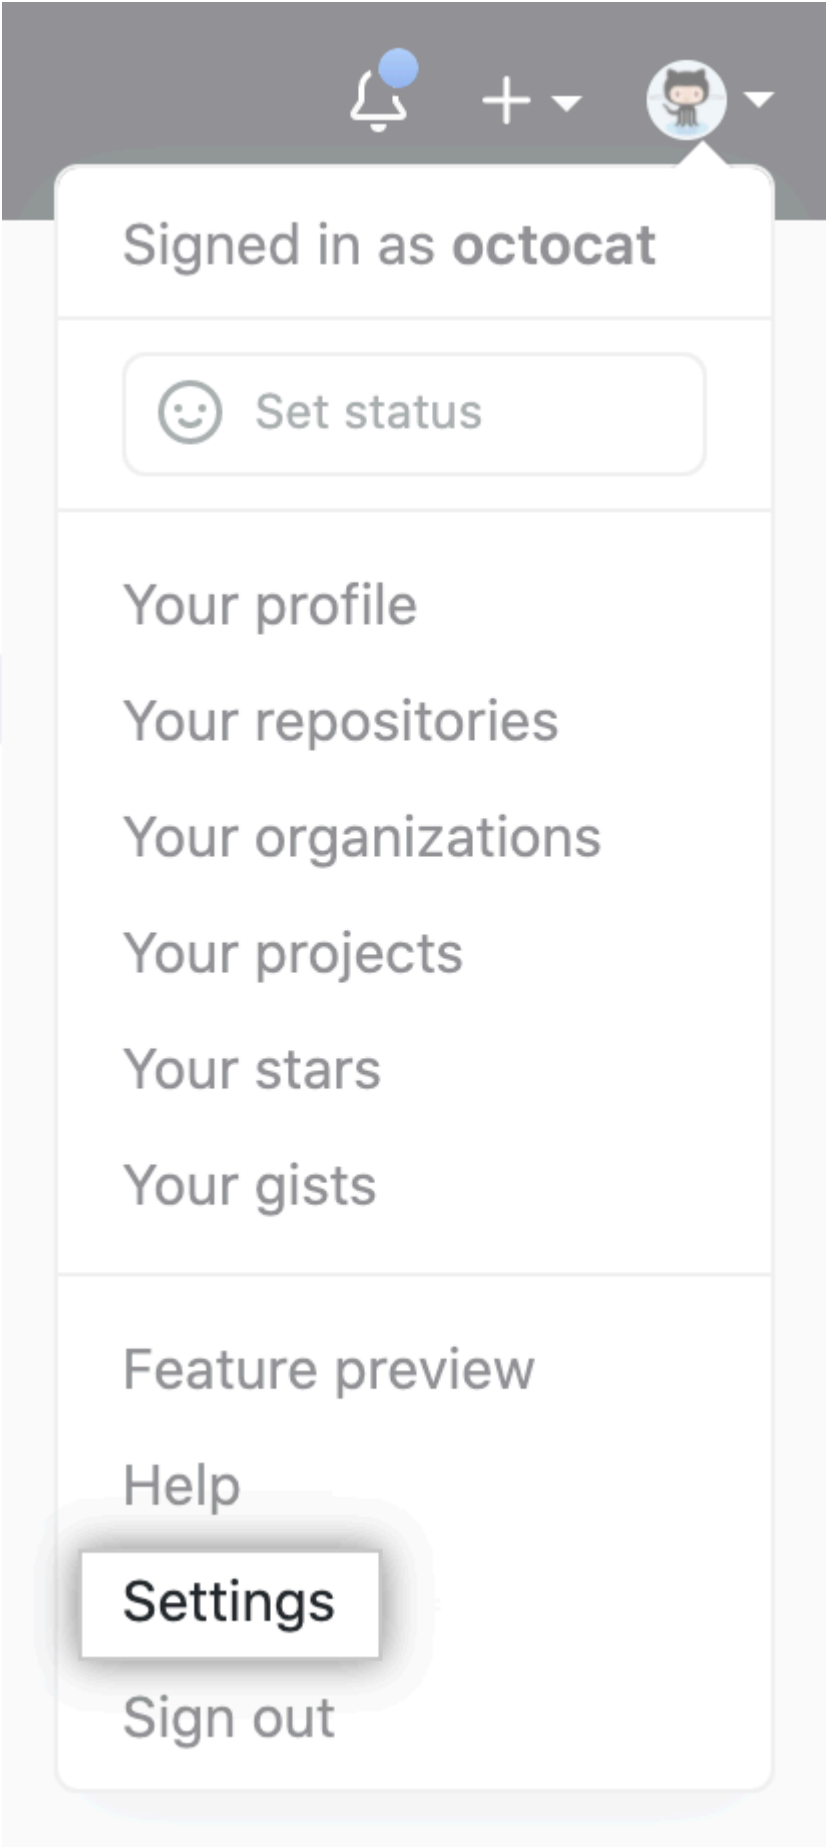 Signed in as octocat
Set status
Your profile
Your repositories
Your organizations
Your projects
Your stars
Your gists
Feature preview
Help
Settings
Sign out